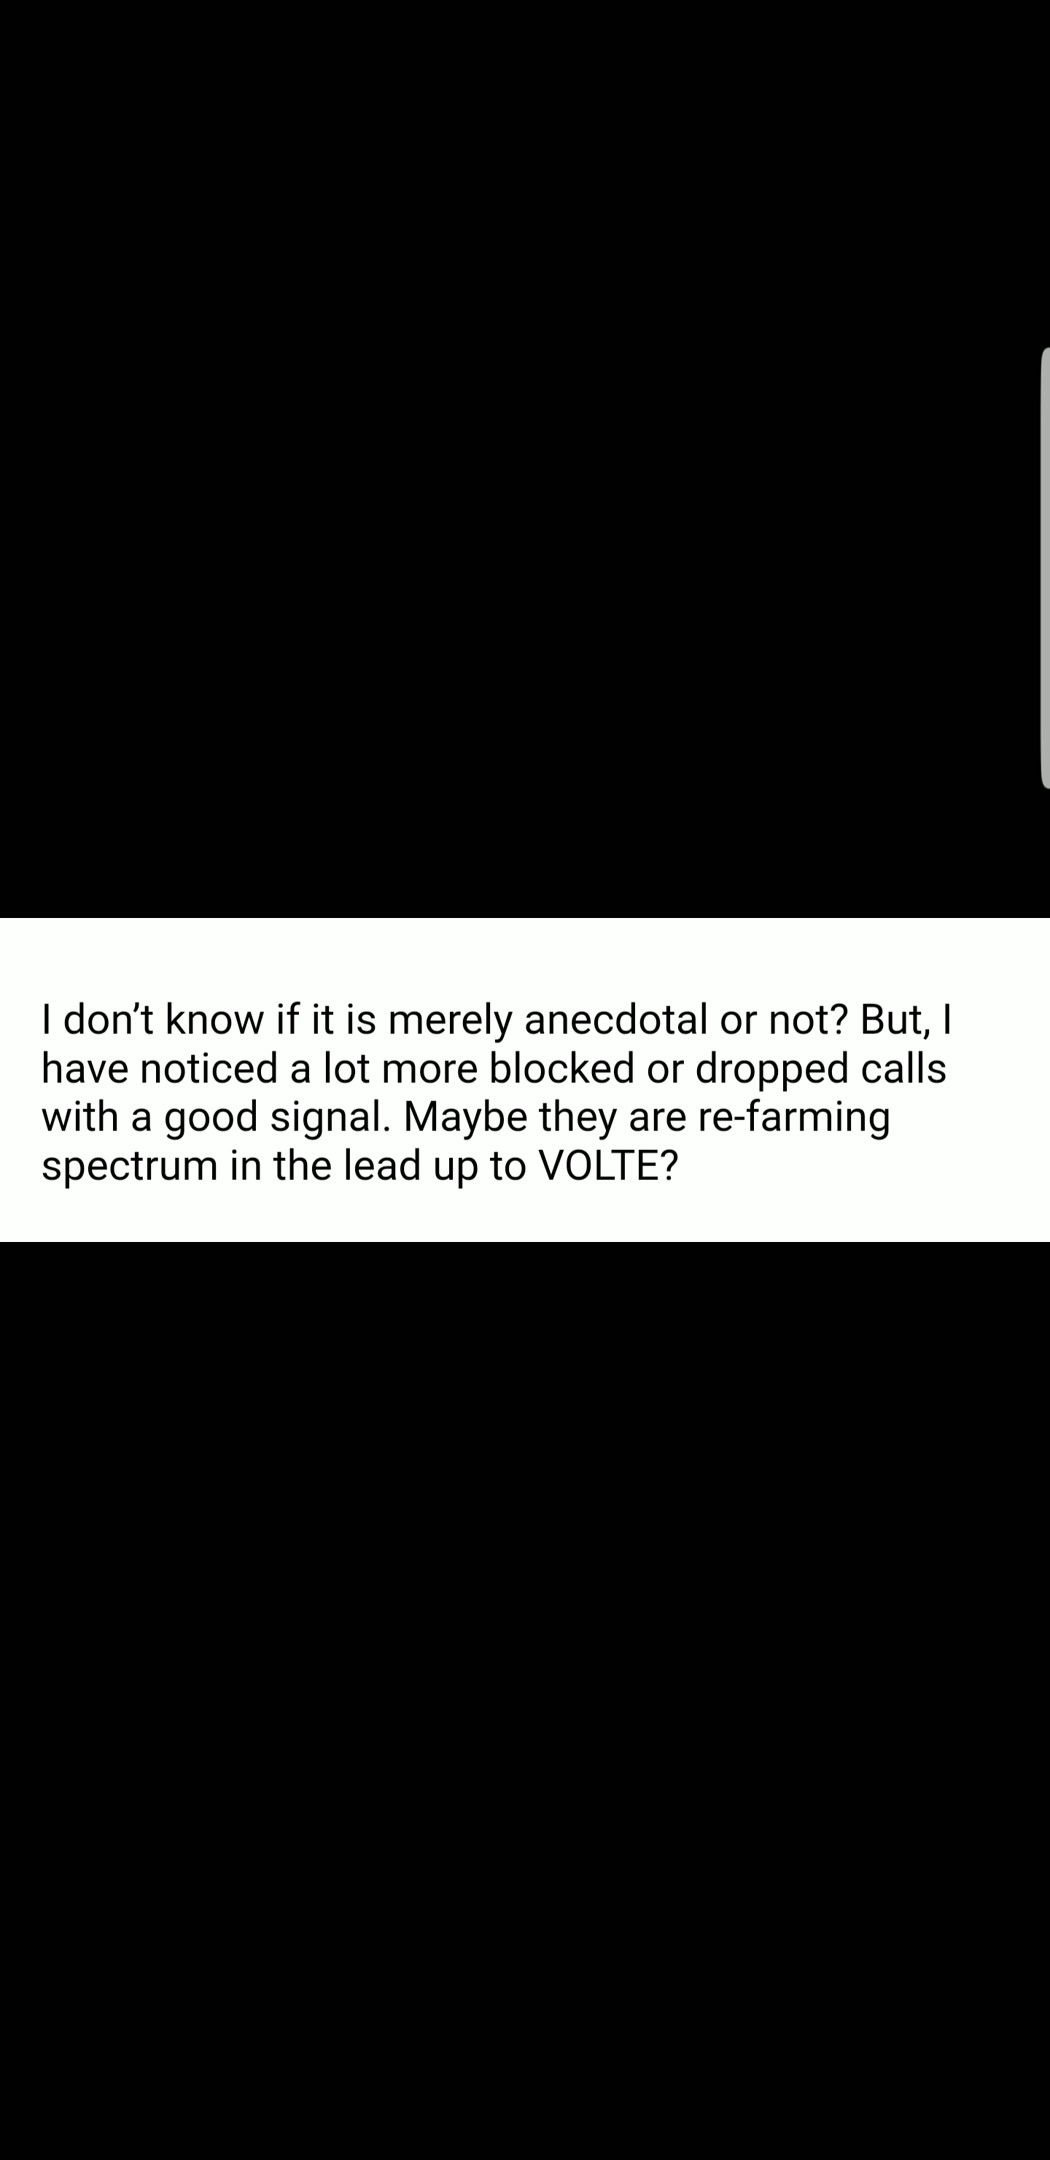 I don’t know if it is merely anecdotal or not? But, I
have noticed a lot more blocked or dropped calls
with a good signal. Maybe they are re-farming
spectrum in the lead up to VOLTE?